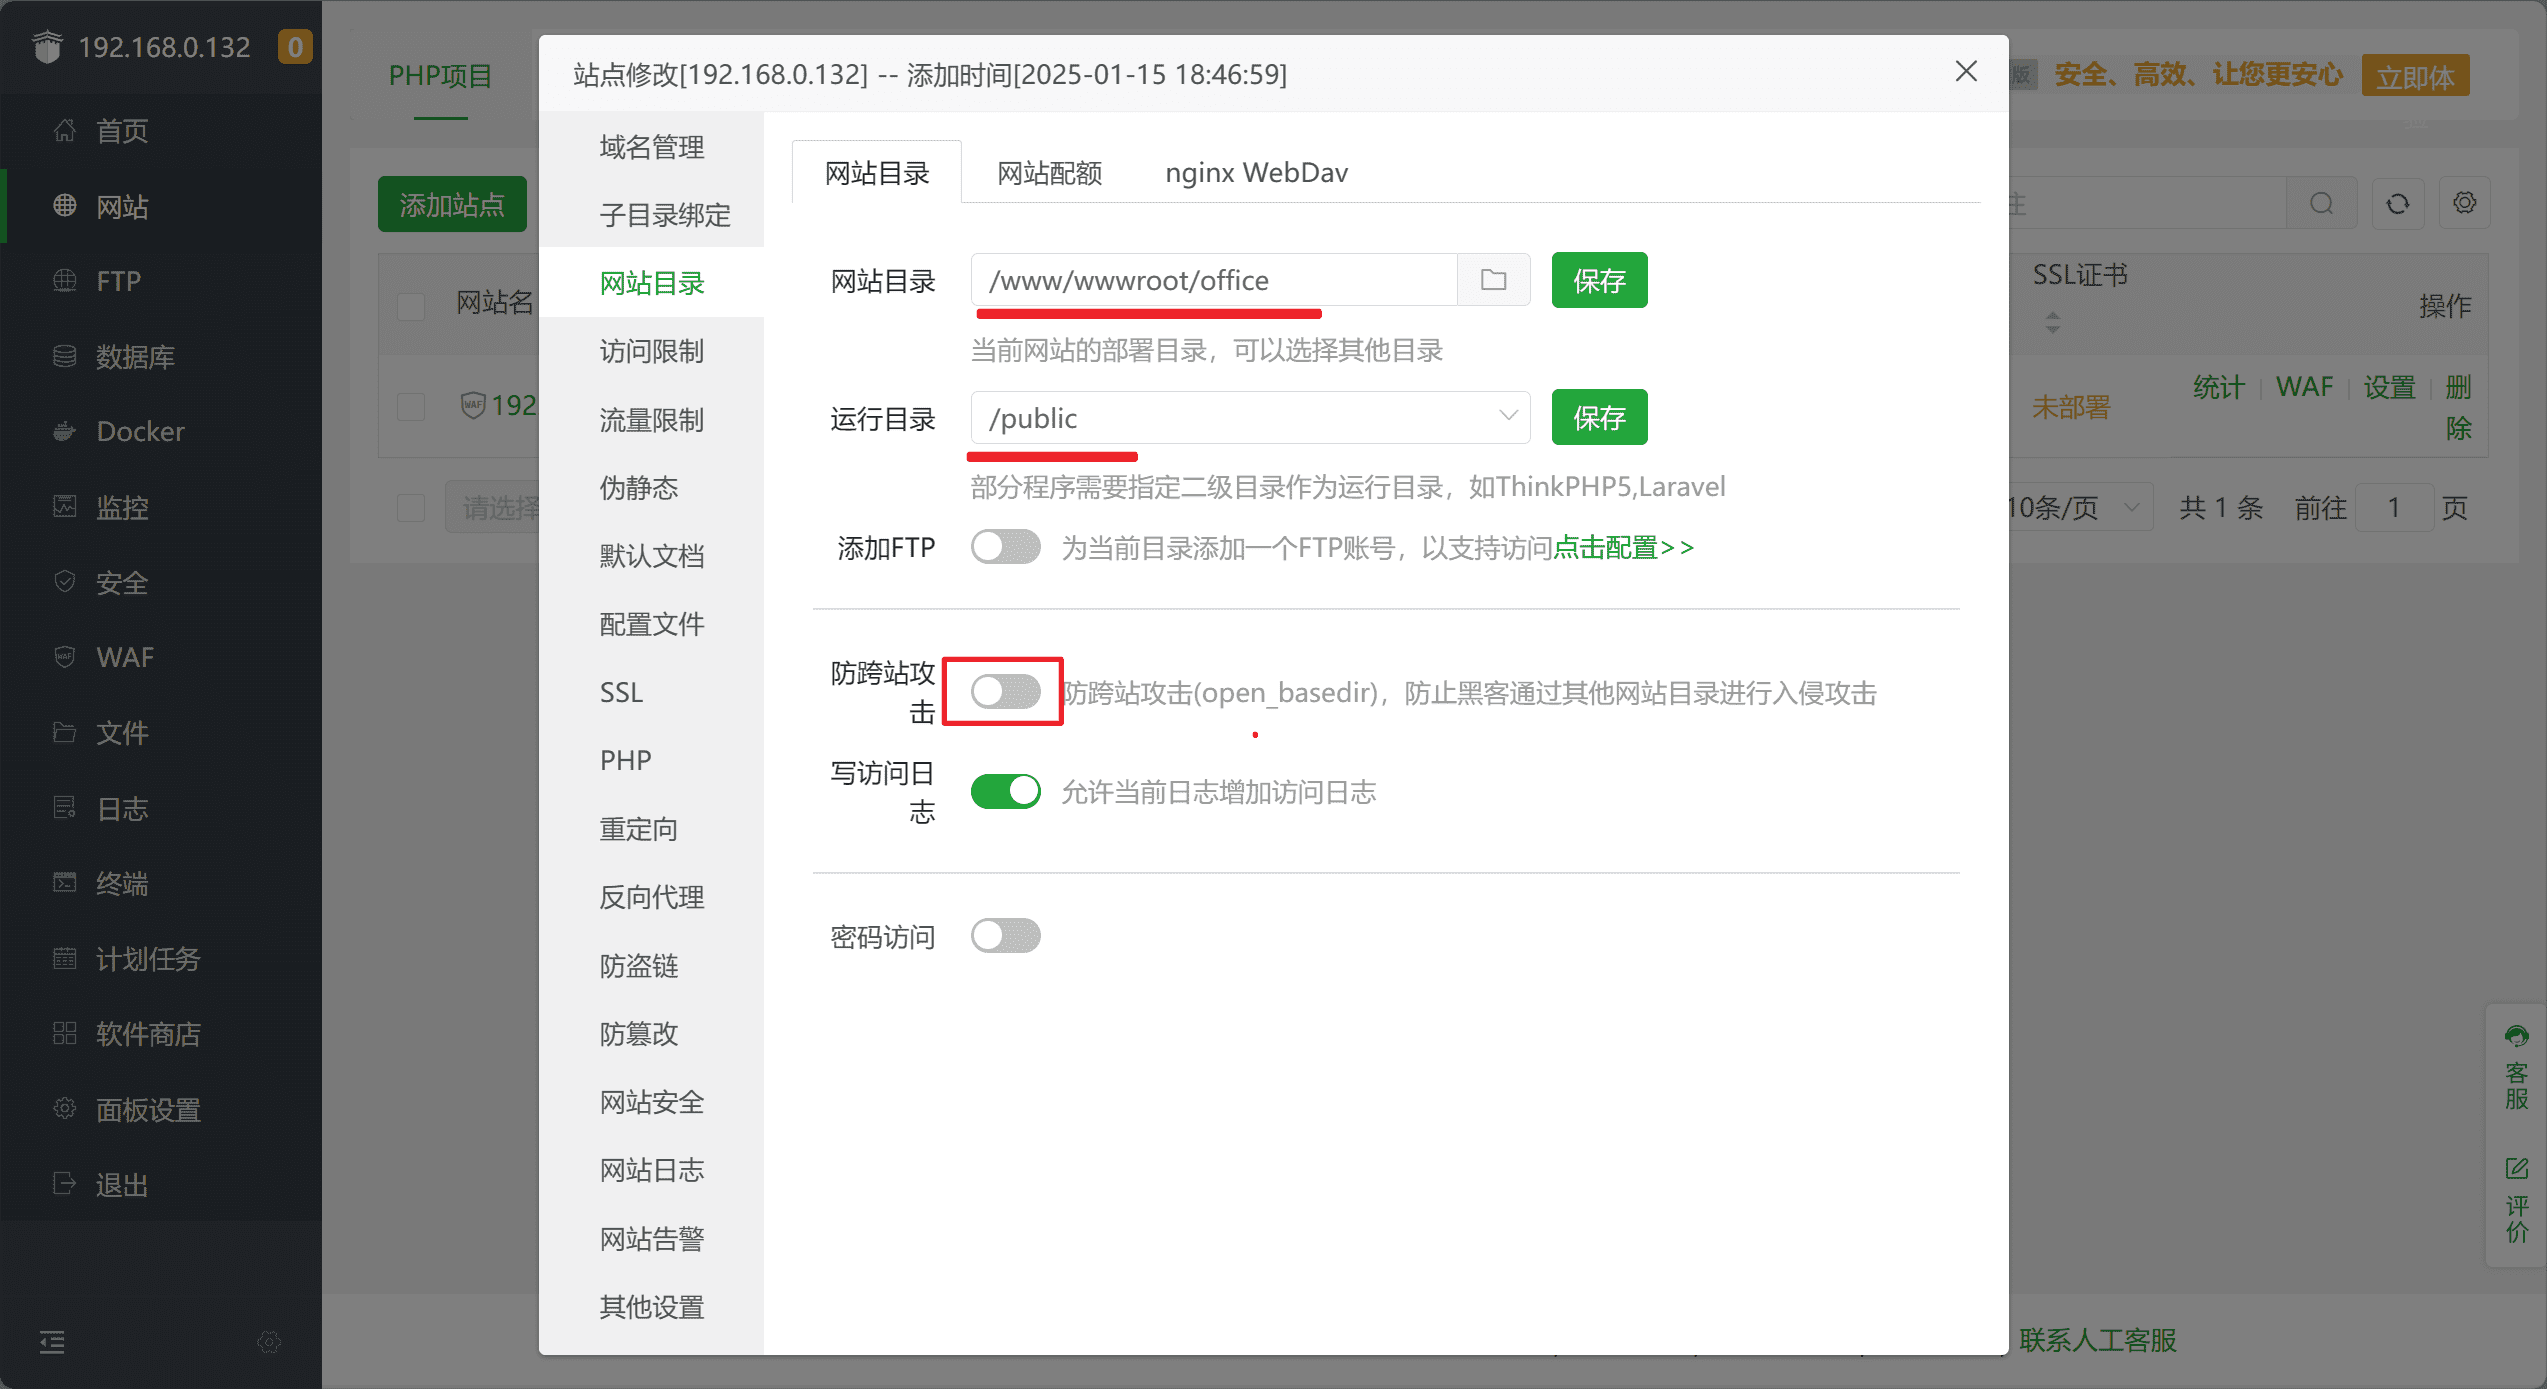 192.168.0.132 0
首页
网站
FTP
数据库
Docker
监控
安全
WAF
文件
日志
终端
计划任务
软件商店
面板设置
退出
PHP项目
版 安全、高效、让您更安心 立即体
添加站点
网站名
SSL证书
操作
192
未部署
统计 WAF 设置 删
除
请选择
10条/页 共 1 条 前往 1 页
站点修改[192.168.0.132] -- 添加时间[2025-01-15 18:46:59]
域名管理
子目录绑定
网站目录
访问限制
流量限制
伪静态
默认文档
配置文件
SSL
PHP
重定向
反向代理
防盗链
防篡改
网站安全
网站日志
网站告警
其他设置
网站目录 网站配额 nginx WebDav
网站目录 /www/wwwroot/office 保存
当前网站的部署目录，可以选择其他目录
运行目录 /public 保存
部分程序需要指定二级目录作为运行目录，如ThinkPHP5,Laravel
添加FTP 为当前目录添加一个FTP账号，以支持访问点击配置>>
防跨站攻
击 防跨站攻击(open_basedir)，防止黑客通过其他网站目录进行入侵攻击
写访问日
志 允许当前日志增加访问日志
密码访问
客
服
评
价
联系人工客服